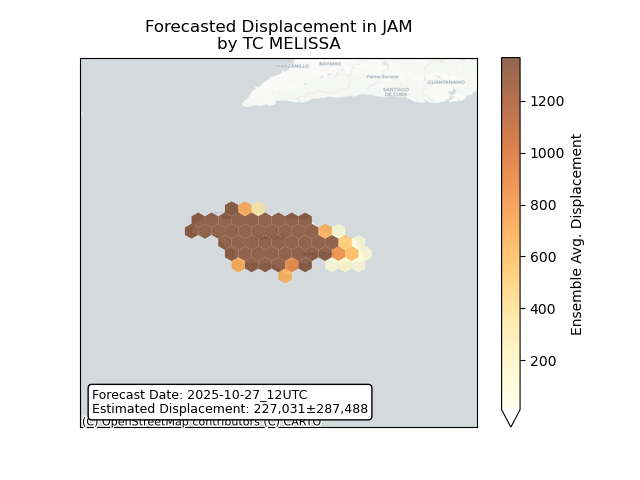 Forecasted Displacement in JAM
by TC MELISSA
MANZANILLO
BAYAMO
Palma Soriano
GUANTANAMO
SANTIAGO
DE CUBA
1200
1000
800
600
400
200
Ensemble Avg. Displacement
Forecast Date: 2025-10-27_12UTC
Estimated Displacement: 227,031±287,488
(C) OpenStreetMap contributors (C) CARTO